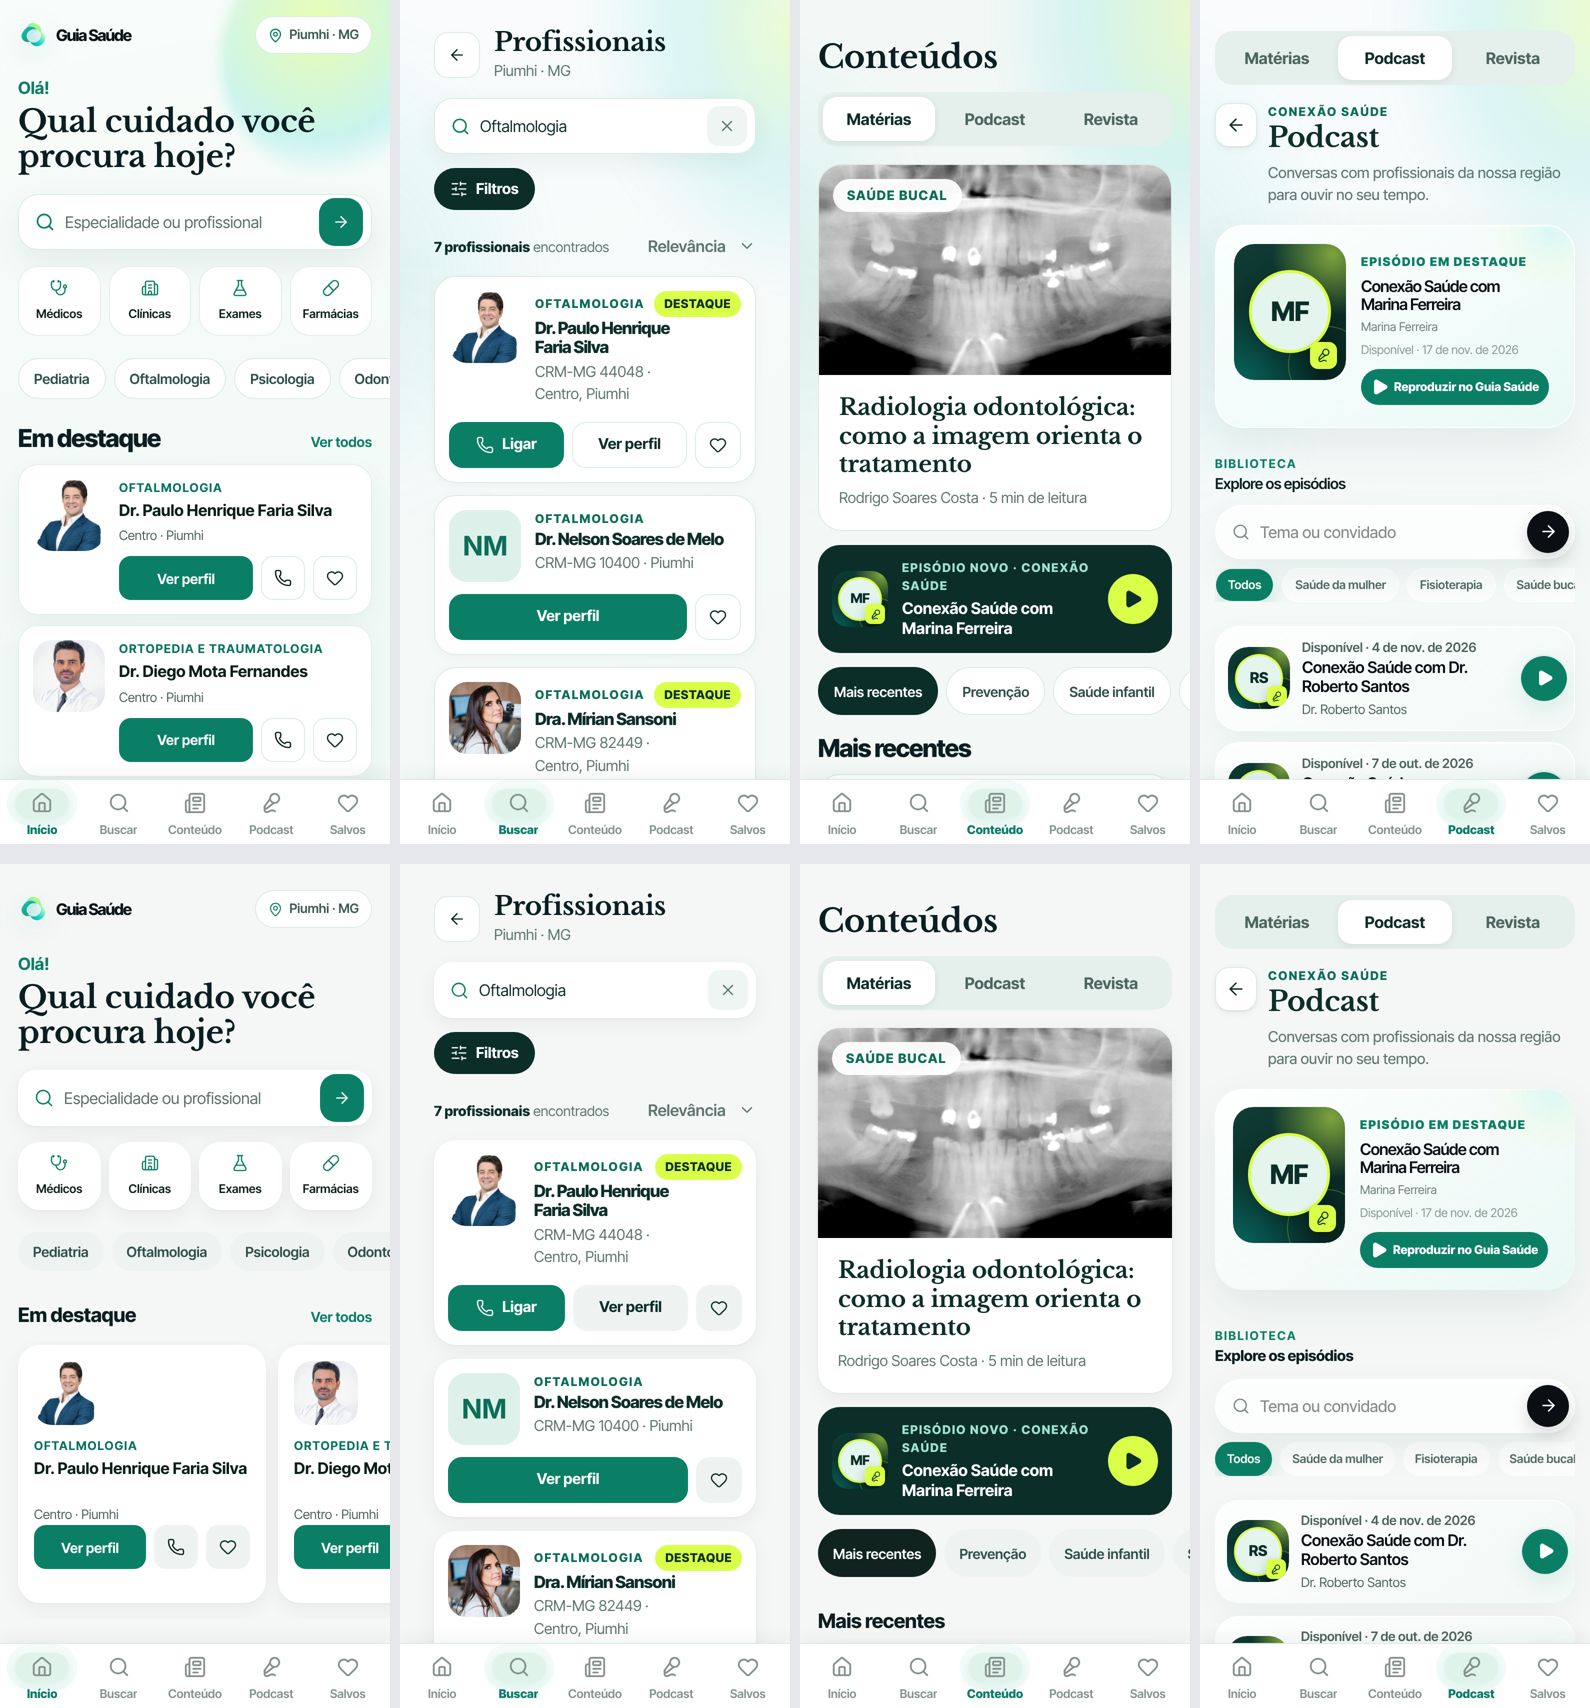 Guia Saúde
Piumhi · MG
Olá!
Qual cuidado você
procura hoje?
Especialidade ou profissional
Médicos
Clínicas
Exames
Farmácias
Pediatria
Oftalmologia
Psicologia
Odon
Em destaque
Ver todos
OFTALMOLOGIA
Dr. Paulo Henrique Faria Silva
Centro · Piumhi
Ver perfil
ORTOPEDIA E TRAUMATOLOGIA
Dr. Diego Mota Fernandes
Centro · Piumhi
Ver perfil
Início
Buscar
Conteúdo
Podcast
Salvos
Profissionais
Piumhi · MG
Oftalmologia
Filtros
7 profissionais encontrados
Relevância
OFTALMOLOGIA
DESTAQUE
Dr. Paulo Henrique
Faria Silva
CRM-MG 44048 ·
Centro, Piumhi
Ligar
Ver perfil
NM
OFTALMOLOGIA
Dr. Nelson Soares de Melo
CRM-MG 10400 · Piumhi
Ver perfil
OFTALMOLOGIA
DESTAQUE
Dra. Mírian Sansoni
CRM-MG 82449 ·
Centro, Piumhi
Início
Buscar
Conteúdo
Podcast
Salvos
Conteúdos
Matérias
Podcast
Revista
SAÚDE BUCAL
Radiologia odontológica:
como a imagem orienta o
tratamento
Rodrigo Soares Costa · 5 min de leitura
MF
EPISÓDIO NOVO · CONEXÃO
SAÚDE
Conexão Saúde com
Marina Ferreira
Mais recentes
Prevenção
Saúde infantil
Mais recentes
Início
Buscar
Conteúdo
Podcast
Salvos
Matérias
Podcast
Revista
CONEXÃO SAÚDE
Podcast
Conversas com profissionais da nossa região
para ouvir no seu tempo.
MF
EPISÓDIO EM DESTAQUE
Conexão Saúde com
Marina Ferreira
Marina Ferreira
Disponível · 17 de nov. de 2026
Reproduzir no Guia Saúde
BIBLIOTECA
Explore os episódios
Tema ou convidado
Todos
Saúde da mulher
Fisioterapia
Saúde buca
RS
Disponível · 4 de nov. de 2026
Conexão Saúde com Dr.
Roberto Santos
Dr. Roberto Santos
Disponível · 7 de out. de 2026
Início
Buscar
Conteúdo
Podcast
Salvos
Guia Saúde
Piumhi · MG
Olá!
Qual cuidado você
procura hoje?
Especialidade ou profissional
Médicos
Clínicas
Exames
Farmácias
Pediatria
Oftalmologia
Psicologia
Odonto
Em destaque
Ver todos
OFTALMOLOGIA
Dr. Paulo Henrique Faria Silva
Centro · Piumhi
Ver perfil
ORTOPEDIA E T
Dr. Diego Mot
Centro · Piumhi
Ver perfil
Início
Buscar
Conteúdo
Podcast
Salvos
Profissionais
Piumhi · MG
Oftalmologia
Filtros
7 profissionais encontrados
Relevância
OFTALMOLOGIA
DESTAQUE
Dr. Paulo Henrique
Faria Silva
CRM-MG 44048 ·
Centro, Piumhi
Ligar
Ver perfil
NM
OFTALMOLOGIA
Dr. Nelson Soares de Melo
CRM-MG 10400 · Piumhi
Ver perfil
OFTALMOLOGIA
DESTAQUE
Dra. Mírian Sansoni
CRM-MG 82449 ·
Centro, Piumhi
Início
Buscar
Conteúdo
Podcast
Salvos
Conteúdos
Matérias
Podcast
Revista
SAÚDE BUCAL
Radiologia odontológica:
como a imagem orienta o
tratamento
Rodrigo Soares Costa · 5 min de leitura
MF
EPISÓDIO NOVO · CONEXÃO
SAÚDE
Conexão Saúde com
Marina Ferreira
Mais recentes
Prevenção
Saúde infantil
Mais recentes
Início
Buscar
Conteúdo
Podcast
Salvos
Matérias
Podcast
Revista
CONEXÃO SAÚDE
Podcast
Conversas com profissionais da nossa região
para ouvir no seu tempo.
MF
EPISÓDIO EM DESTAQUE
Conexão Saúde com
Marina Ferreira
Marina Ferreira
Disponível · 17 de nov. de 2026
Reproduzir no Guia Saúde
BIBLIOTECA
Explore os episódios
Tema ou convidado
Todos
Saúde da mulher
Fisioterapia
Saúde bucal
RS
Disponível · 4 de nov. de 2026
Conexão Saúde com Dr.
Roberto Santos
Dr. Roberto Santos
Disponível · 7 de out. de 2026
Início
Buscar
Conteúdo
Podcast
Salvos